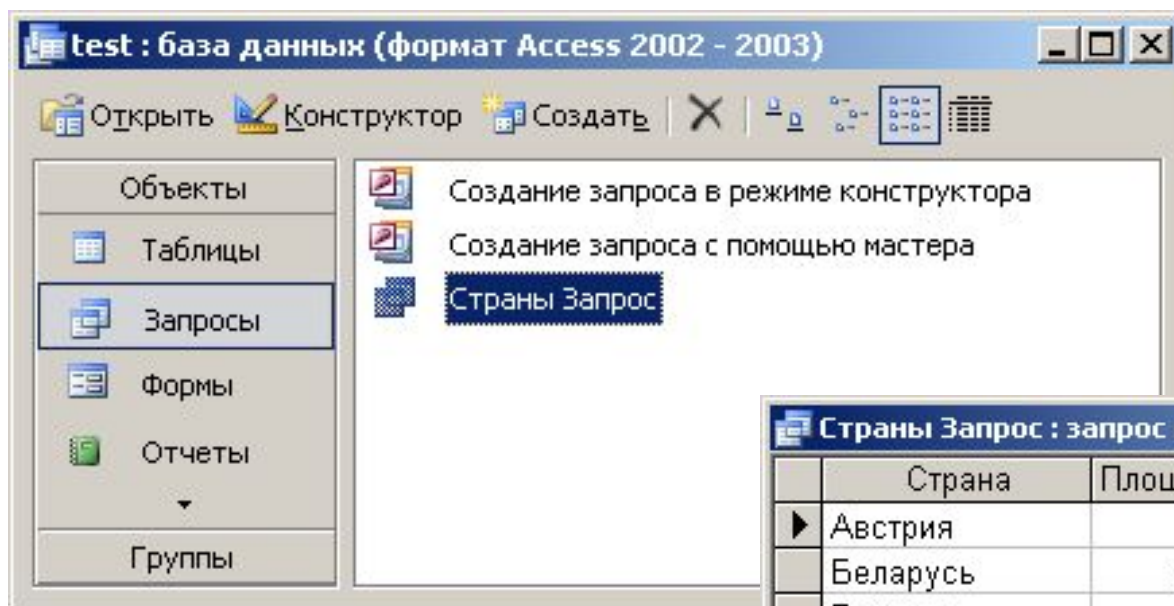 test : база данных (формат Access 2002 - 2003)
Открыть Конструктор Создать
Объекты
Таблицы
Запросы
Формы
Отчеты
Группы
Создание запроса в режиме конструктора
Создание запроса с помощью мастера
Страны Запрос
Страны Запрос : запрос
Страна Площ
Австрия
Беларусь